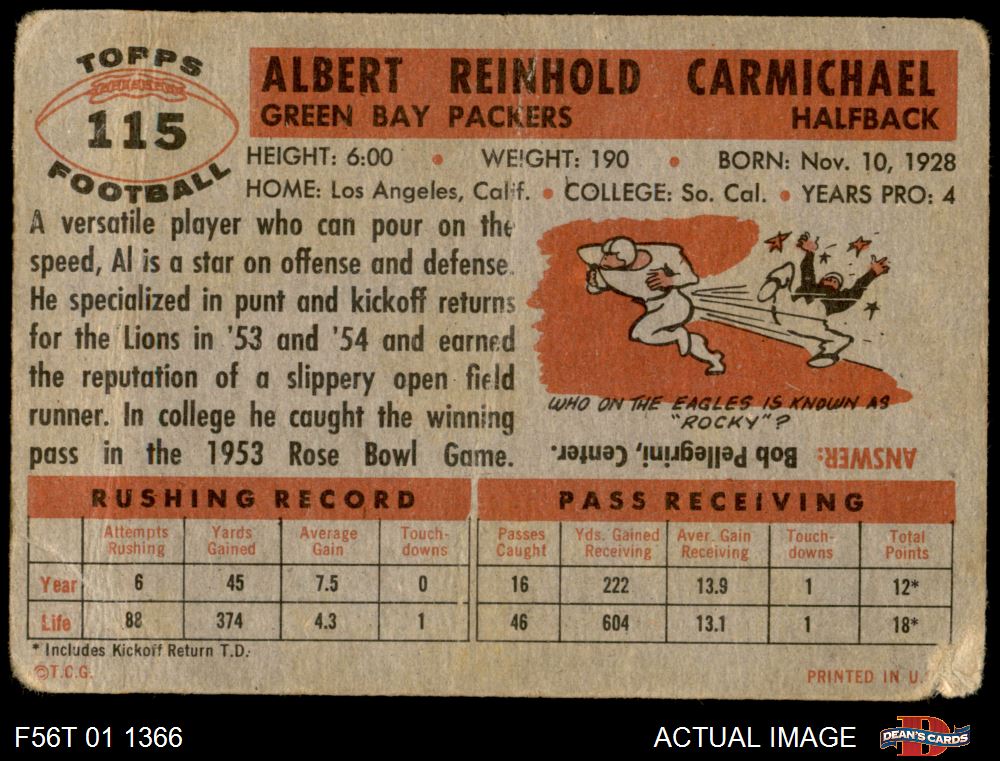 TOPPS
115
FOOTBALL
ALBERT REINHOLD CARMICHAEL
GREEN BAY PACKERS HALFBACK
HEIGHT: 6:00 • WEIGHT: 190 • BORN: Nov. 10, 1928
HOME: Los Angeles, Calif. • COLLEGE: So. Cal. • YEARS PRO: 4
A versatile player who can pour on the
speed, Al is a star on offense and defense.
He specialized in punt and kickoff returns
for the Lions in '53 and '54 and earned
the reputation of a slippery open field
runner. In college he caught the winning
pass in the 1953 Rose Bowl Game.
WHO ON THE EAGLES IS KNOWN AS
"ROCKY"?
ANSWER: Bob Pellegrini, Center.
RUSHING RECORD
Attempts Rushing Yards Gained Average Gain Touch-downs
Year 6 45 7.5 0
Life 88 374 4.3 1
PASS RECEIVING
Passes Caught Yds. Gained Receiving Aver. Gain Receiving Touch-downs Total Points
16 222 13.9 1 12*
46 604 13.1 1 18*
* Includes Kickoff Return T.D.
©T.C.G.
PRINTED IN U.
F56T 01 1366
ACTUAL IMAGE
DEAN'S CARDS